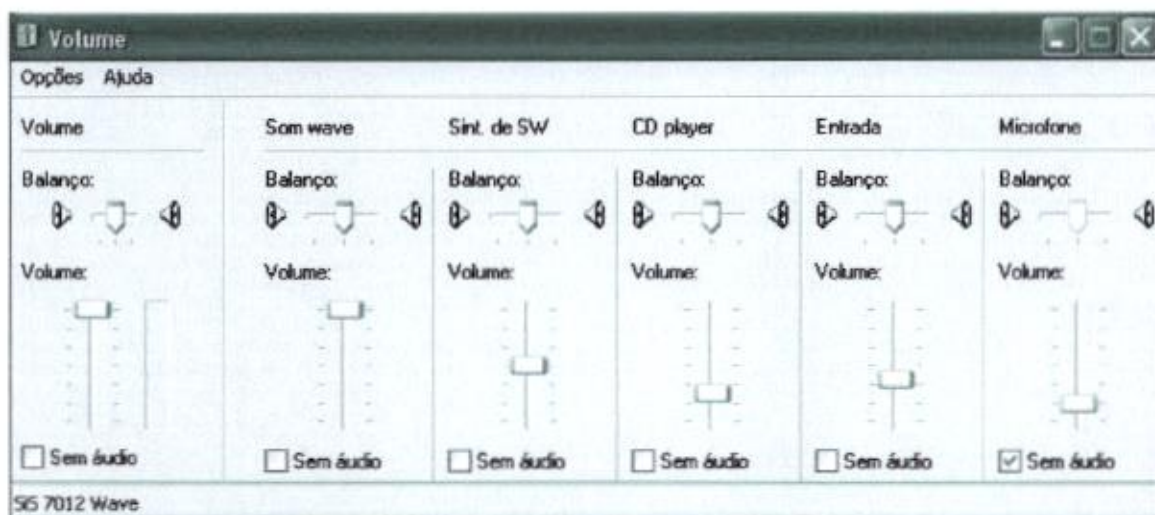 Volume
Opções Ajuda
Volume Som wave Sint. de SW CD player Entrada Microfone
Balanço: Balanço: Balanço: Balanço: Balanço: Balanço:
Volume: Volume: Volume: Volume: Volume: Volume:
Sem áudio Sem áudio Sem áudio Sem áudio Sem áudio Sem áudio
SiS 7012 Wave